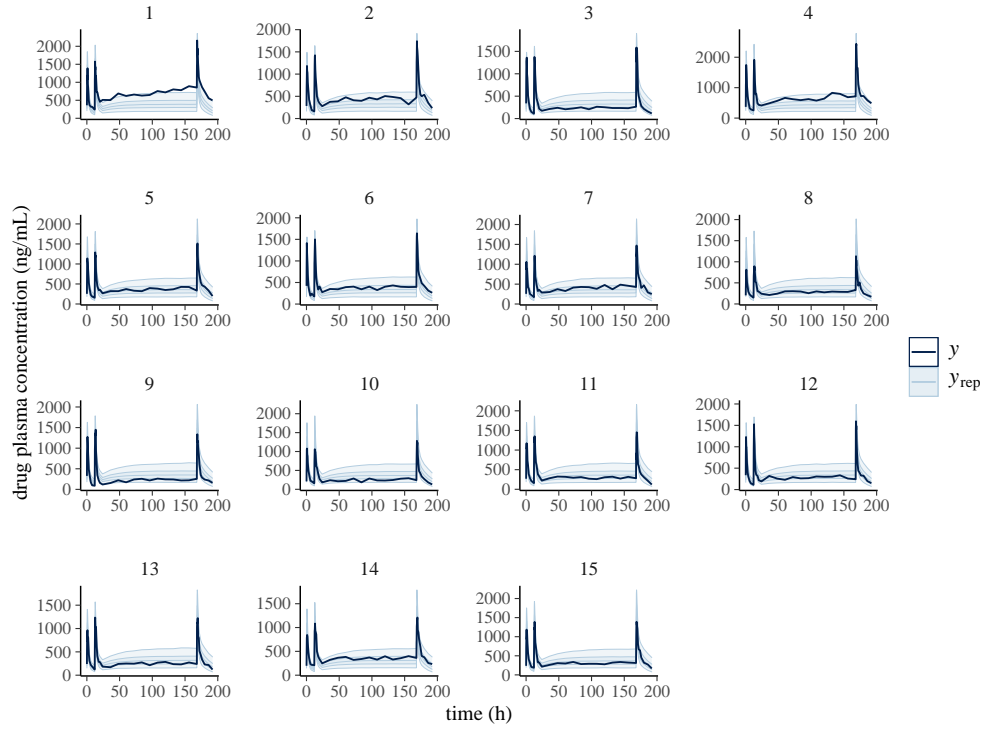 1 2 3 4
2000 2000 1500 2000
1500 1500 1000 1000
1000 1000 500 0
500 500 0
0 0
0 50 100 150 200 0 50 100 150 200 0 50 100 150 200 0 50 100 150 200
5 6 7 8
2000 2000 2000 2000
1500 1500 1500 1500
1000 1000 1000 1000
500 500 500 500
0 0 0 0
0 50 100 150 200 0 50 100 150 200 0 50 100 150 200 0 50 100 150 200
drug plasma concentration (ng/mL)
y
yrep
9 10 11 12
2000 2000 2000 2000
1500 1500 1500 1500
1000 1000 1000 1000
500 500 500 500
0 0 0 0
0 50 100 150 200 0 50 100 150 200 0 50 100 150 200 0 50 100 150 200
13 14 15
1500 1500 2000
1000 1000 1500
500 500 1000
0 0 500
0
0 50 100 150 200 0 50 100 150 200 0 50 100 150 200
time (h)